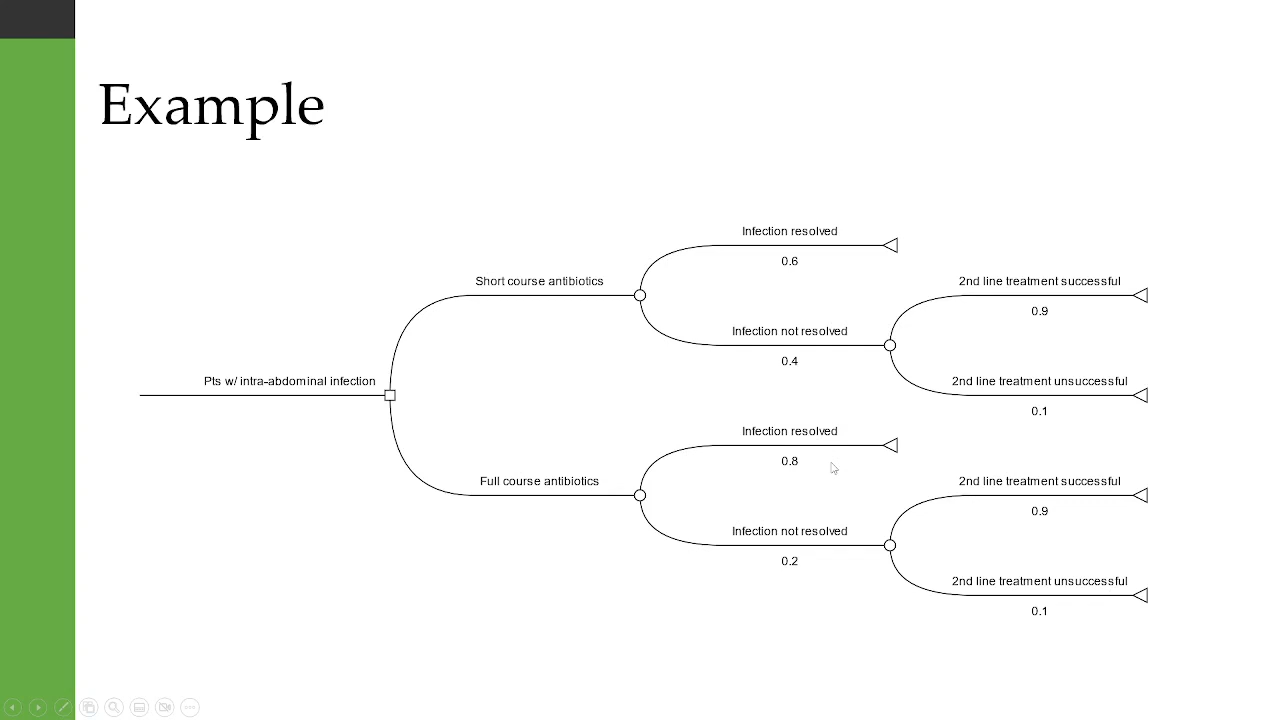 Example
Infection resolved
0.6
Short course antibiotics
2nd line treatment successful
0.9
Infection not resolved
0.4
Pts w/ intra-abdominal infection
2nd line treatment unsuccessful
0.1
Infection resolved
0.8
Full course antibiotics
2nd line treatment successful
0.9
Infection not resolved
0.2
2nd line treatment unsuccessful
0.1